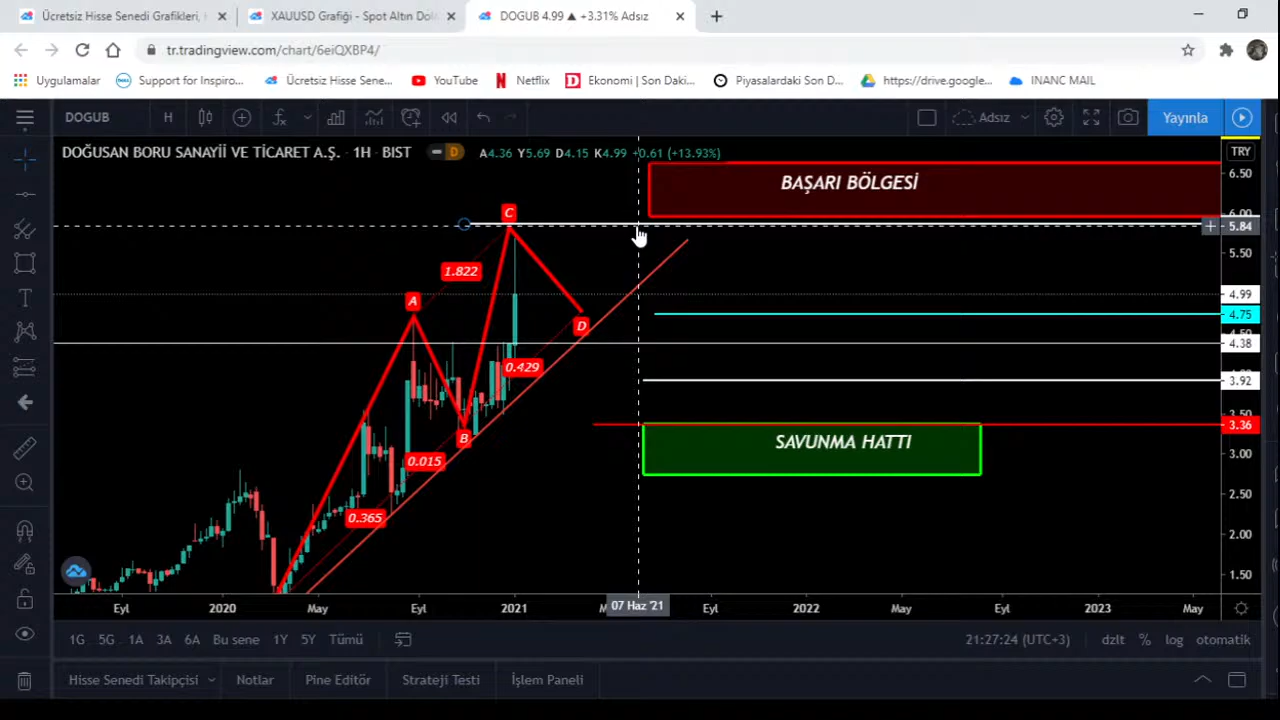 Ücretsiz Hisse Senedi Grafikleri,
XAUUSD Grafiği - Spot Altın Dol
DOGUB 4.99 ▲ +3.31% Adsız
tr.tradingview.com/chart/6eiQXBP4/
Uygulamalar
Support for Inspiro...
Ücretsiz Hisse Sene...
YouTube
Netflix
Ekonomi | Son Daki...
Piyasalardaki Son D...
https://drive.google...
INANC MAIL
DOGUB
H
Adsız
Yayınla
DOĞUSAN BORU SANAYİİ VE TİCARET A.Ş. · 1H · BIST
D
A4.36 Y5.69 D4.15 K4.99 +0.61 (+13.93%)
TRY
6.50
BAŞARI BÖLGESİ
6.00
C
5.84
5.50
1.822
A
4.99
4.75
D
4.50
4.38
0.429
3.92
3.50
3.36
B
SAVUNMA HATTI
3.00
0.015
2.50
0.365
2.00
1.50
Eyl
2020
May
Eyl
2021
07 Haz '21
Eyl
2022
May
Eyl
2023
May
1G
5G
1A
3A
6A
Bu sene
1Y
5Y
Tümü
21:27:24 (UTC+3)
dzlt
%
log
otomatik
Hisse Senedi Takipçisi
Notlar
Pine Editör
Strateji Testi
İşlem Paneli